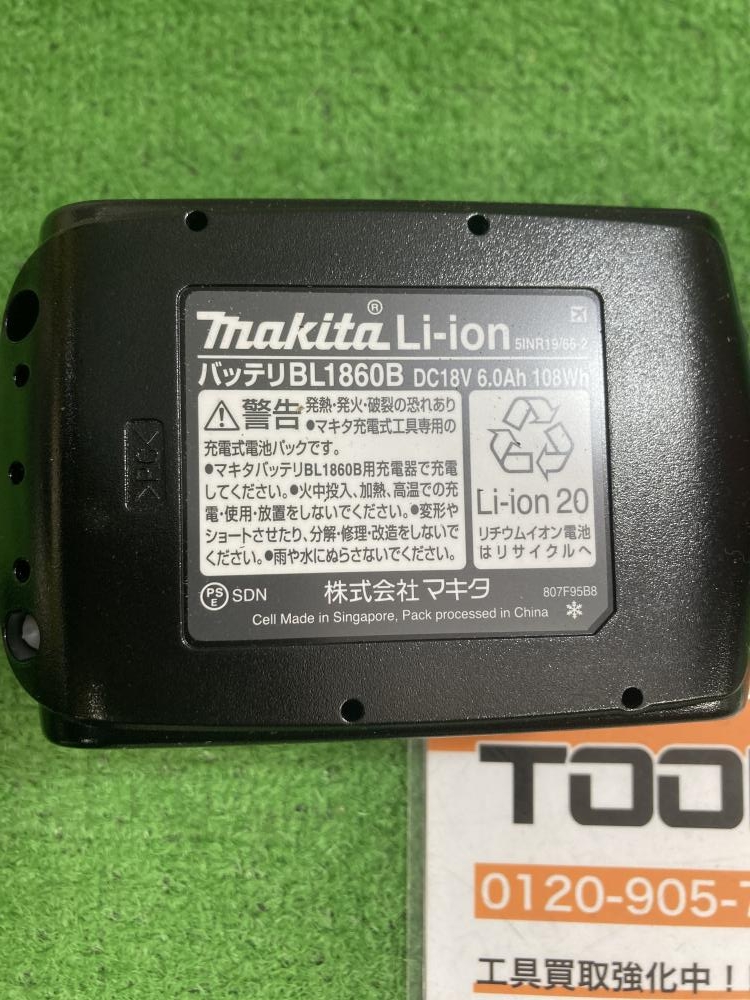 makita® Li-ion 5INR19/66-2
バッテリBL1860B DC18V 6.0Ah 108Wh
警告 発熱・発火・破裂の恐れあり
●マキタ充電式工具専用の
充電式電池パックです。
●マキタバッテリBL1860B用充電器で充電
してください。●火中投入、加熱、高温での充
電・使用・放置をしないでください。●変形や
ショートさせたり、分解・修理・改造をしないで
ください。●雨や水にぬらさないでください。
Li-ion 20
リチウムイオン電池
はリサイクルへ
PSE SDN 株式会社 マキタ 807F95B8
Cell Made in Singapore, Pack processed in China
>PC<
TOO
0120-905-7
工具買取強化中！